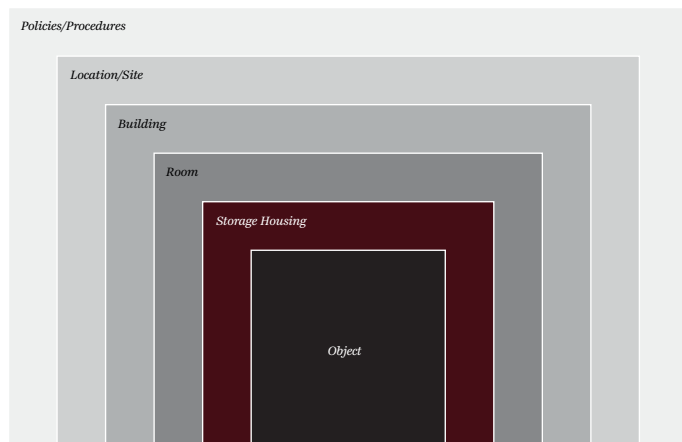 Policies/Procedures
Location/Site
Building
Room
Storage Housing
Object